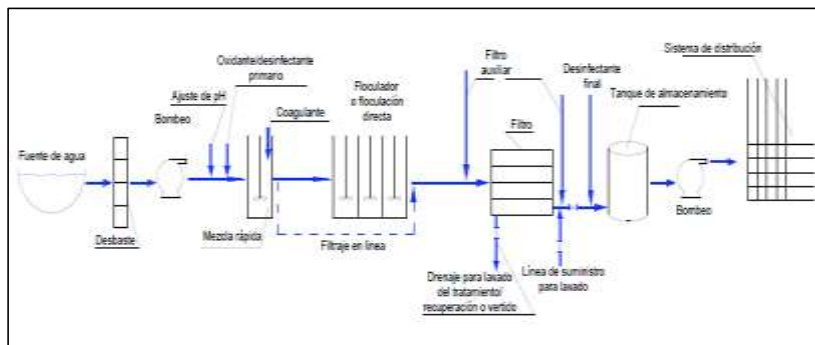 Fuente de agua
Desbaste
Bombeo
Ajuste de pH
Oxidante/desinfectante
primario
Coagulante
Mezcla rápida
Floculador
o floculación
directa
Filtraje en línea
Filtro
auxiliar
Filtro
Drenaje para lavado
del tratamiento/
recuperación o vertido
Línea de suministro
para lavado
Desinfectante
final
Tanque de almacenamiento
Bombeo
Sistema de distribución